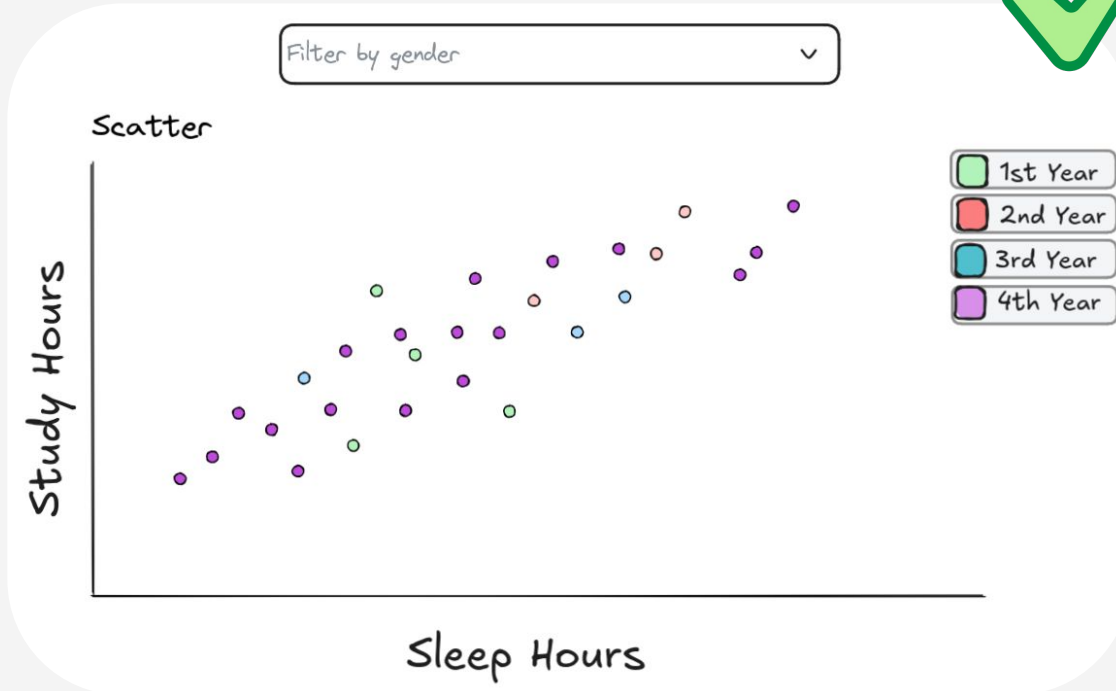 Filter by gender
Scatter
1st Year
2nd Year
3rd Year
4th Year
Study Hours
Sleep Hours